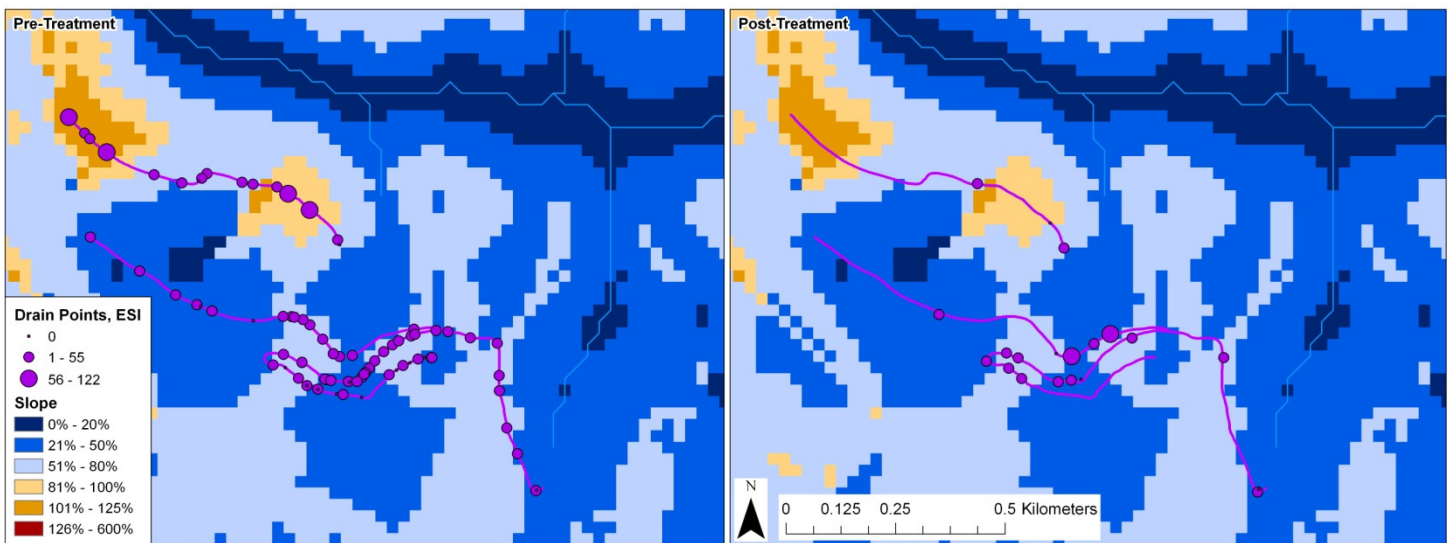 Pre-Treatment
Post-Treatment
Drain Points, ESI
0
1 - 55
56 - 122
Slope
0% - 20%
21% - 50%
51% - 80%
81% - 100%
101% - 125%
126% - 600%
N
0 0.125 0.25 0.5 Kilometers